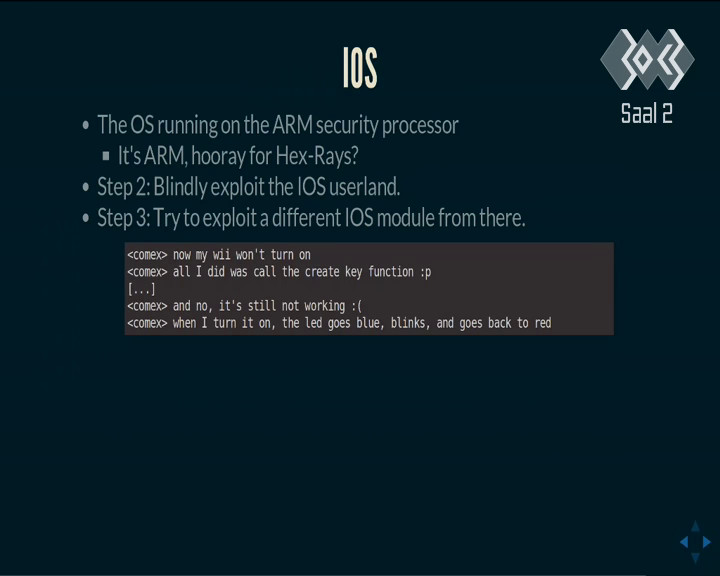 IOS
Saal 2
The OS running on the ARM security processor
It's ARM, hooray for Hex-Rays?
Step 2: Blindly exploit the IOS userland.
Step 3: Try to exploit a different IOS module from there.
<comex> now my wii won't turn on
<comex> all I did was call the create key function :p
[...]
<comex> and no, it's still not working :(
<comex> when I turn it on, the led goes blue, blinks, and goes back to red